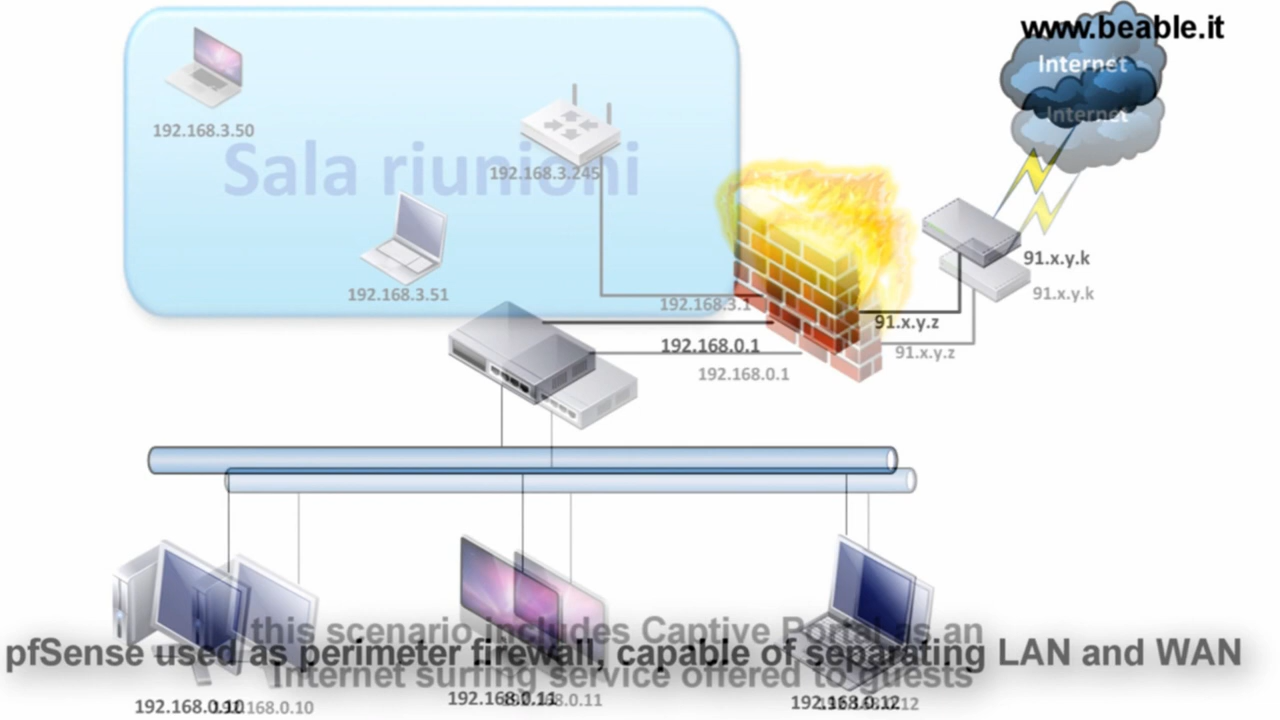 www.beable.it
Internet
Internet
192.168.3.50
Sala riunioni
192.168.3.245
91.x.y.k
91.x.y.k
192.168.3.51
192.168.3.1
91.x.y.z
192.168.0.1
91.x.y.z
192.168.0.1
this scenario includes Captive Portal as an
pfSense used as perimeter firewall, capable of separating LAN and WAN
Internet surfing service offered to guests
192.168.0.10
192.168.0.10
192.168.0.11
192.168.0.11
192.168.0.12
192.168.0.12